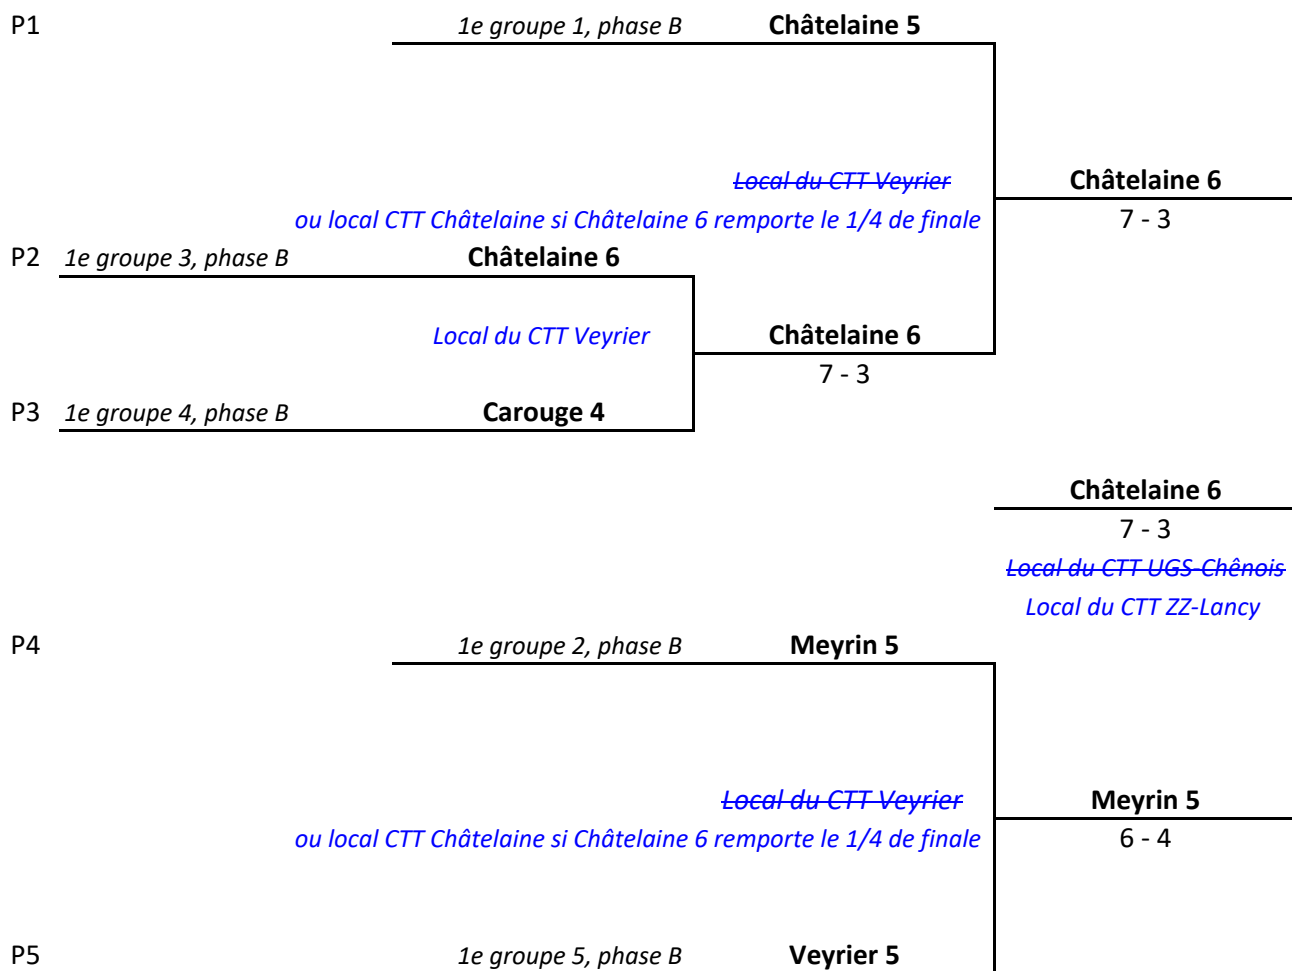 P1 1e groupe 1, phase B Châtelaine 5
Local du CTT Veyrier Châtelaine 6
ou local CTT Châtelaine si Châtelaine 6 remporte le 1/4 de finale 7 - 3
P2 1e groupe 3, phase B Châtelaine 6
Local du CTT Veyrier Châtelaine 6
7 - 3
P3 1e groupe 4, phase B Carouge 4
Châtelaine 6
7 - 3
Local du CTT UGS-Chênois
Local du CTT ZZ-Lancy
P4 1e groupe 2, phase B Meyrin 5
Local du CTT Veyrier Meyrin 5
ou local CTT Châtelaine si Châtelaine 6 remporte le 1/4 de finale 6 - 4
P5 1e groupe 5, phase B Veyrier 5